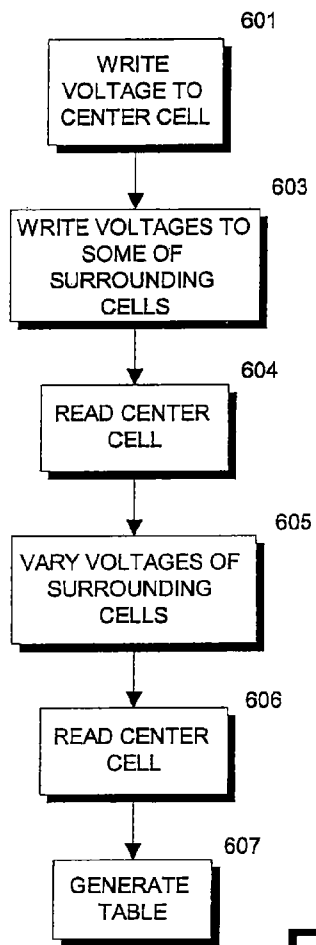 601
WRITE
VOLTAGE TO
CENTER CELL
603
WRITE VOLTAGES TO
SOME OF
SURROUNDING
CELLS
604
READ CENTER
CELL
605
VARY VOLTAGES OF
SURROUNDING
CELLS
606
READ CENTER
CELL
607
GENERATE
TABLE